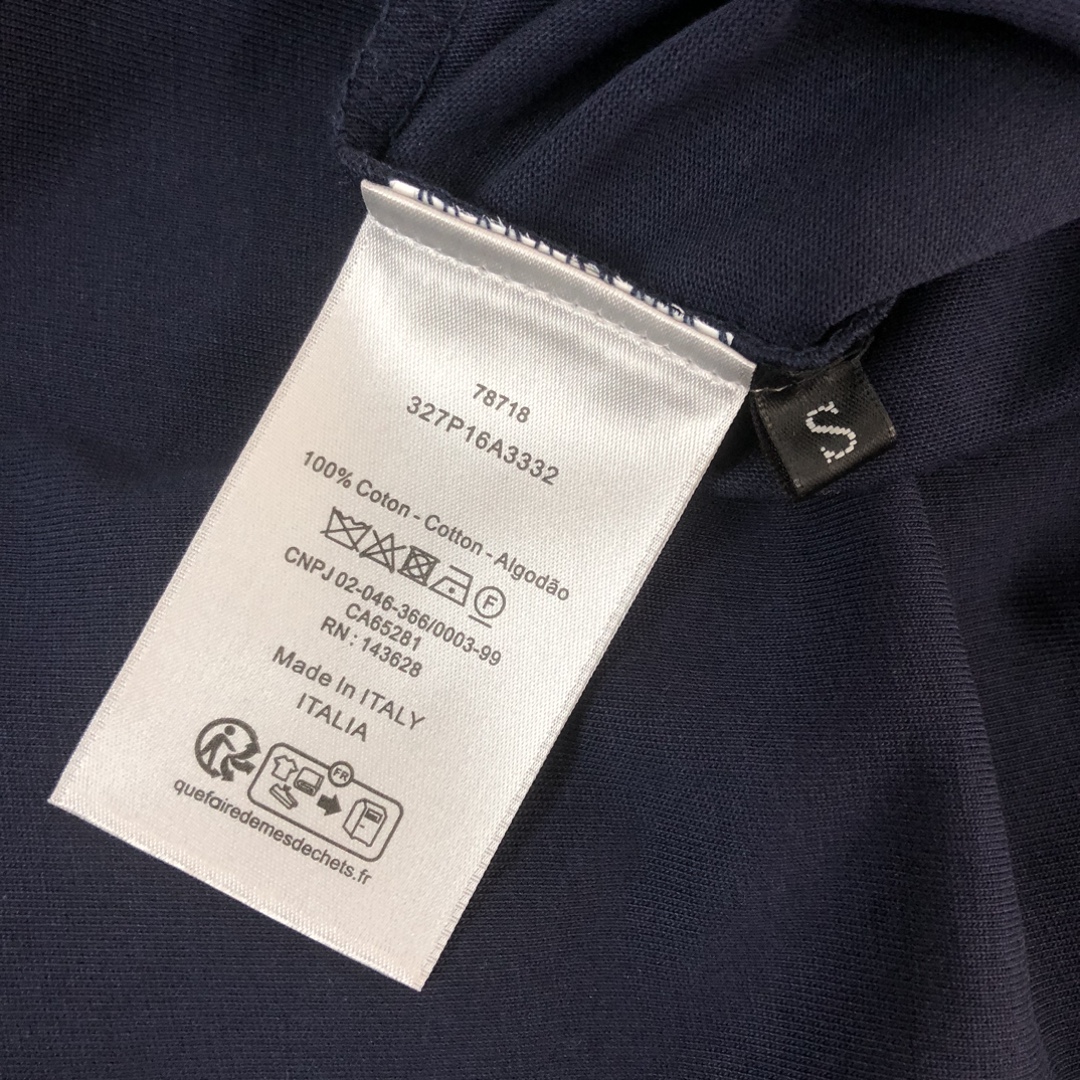 78718
327P16A3332
100% Coton - Cotton - Algodão
F
CNPJ 02-046-366/0003-99
CA65281
RN : 143628
Made In ITALY
ITALIA
FR
quefairedemesdechets.fr
S